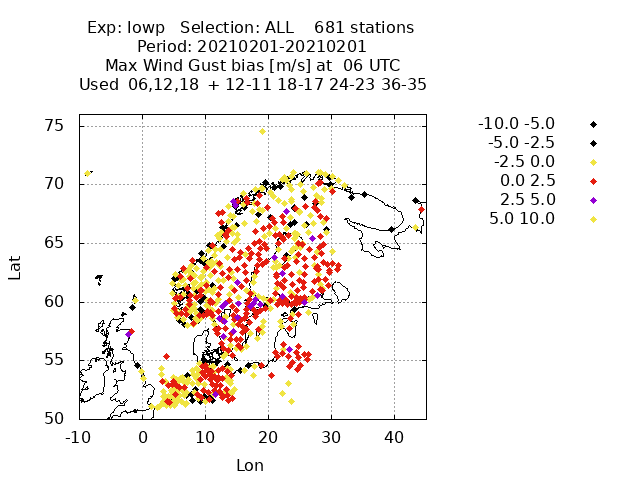 Exp: Iowp   Selection: ALL    681 stations
Period: 20210201-20210201
Max Wind Gust bias [m/s] at  06 UTC
Used  06,12,18  + 12-11 18-17 24-23 36-35
-10.0 -5.0
-5.0 -2.5
-2.5 0.0
0.0 2.5
2.5 5.0
5.0 10.0
75
70
65
60
55
50
Lat
-10 0 10 20 30 40
Lon